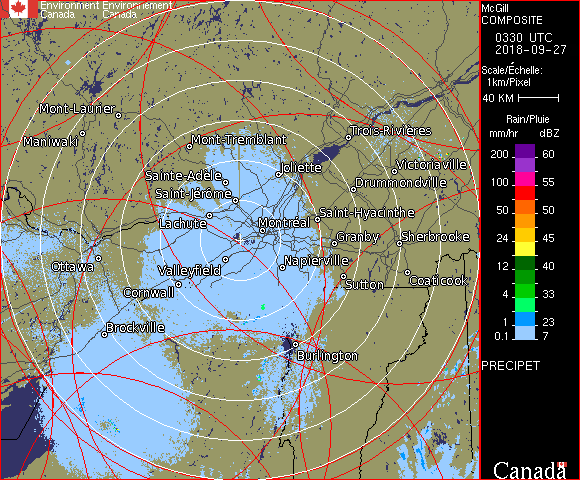 Environment Environnement
Canada Canada
Mont-Laurier
Maniwaki
Mont-Tremblant
Trois-Rivières
Joliette
Victoriaville
Sainte-Adèle
Drummondville
Saint-Jérôme
Saint-Hyacinthe
Lachute
Montréal
Granby
Sherbrooke
Ottawa
Valleyfield
Napierville
Coaticook
Sutton
Cornwall
Brockville
Burlington
McGill
COMPOSITE
0330 UTC
2018-09-27
Scale/Échelle:
1km/Pixel
40 KM
Rain/Pluie
mm/hr dBZ
200 60
100 55
50 50
24 45
12 40
4 33
1 23
0.1 7
PRECIPET
Canada